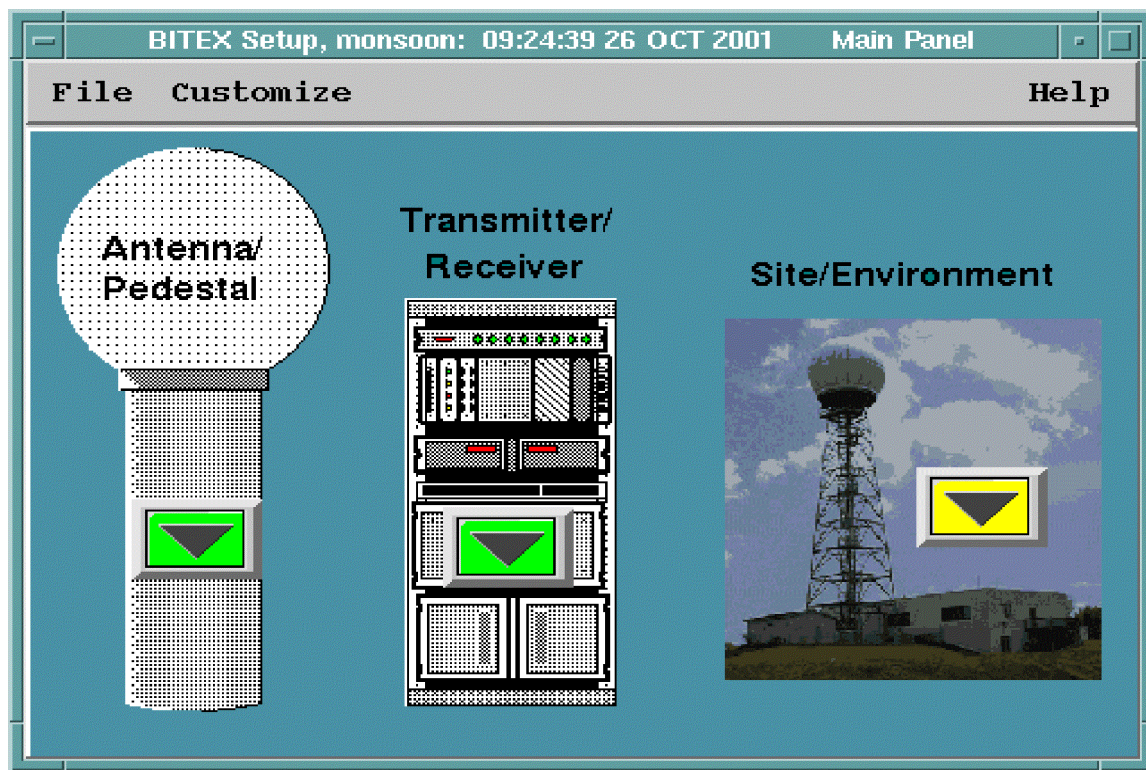 BITEX Setup, monsoon: 09:24:39 26 OCT 2001 Main Panel
File Customize Help
Antenna/
Pedestal
Transmitter/
Receiver
Site/Environment